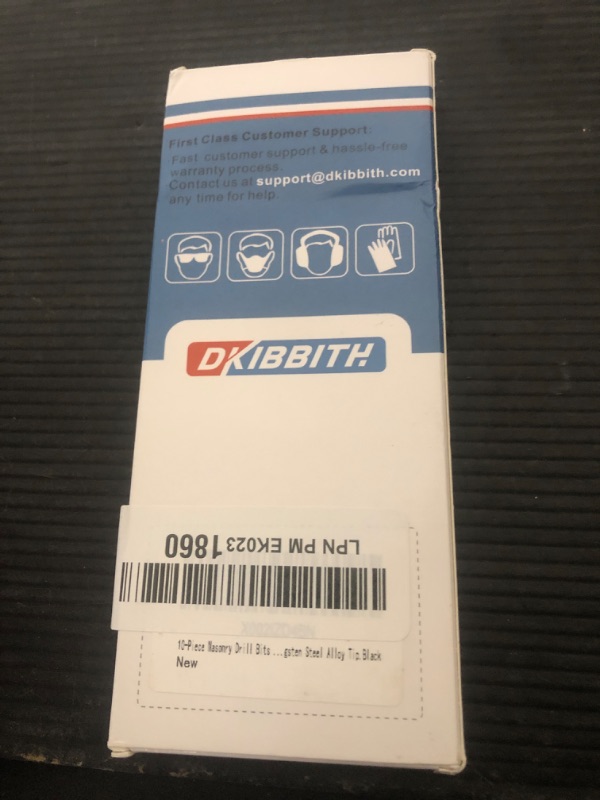 First Class Customer Support:
Fast customer support & hassle-free
warranty process.
Contact us at support@dkibbith.com
any time for help.
DKIBBITH
LPN PM EK0231860
10-Piece Masonry Drill Bits ...gsten Steel Alloy Tip,Black
New